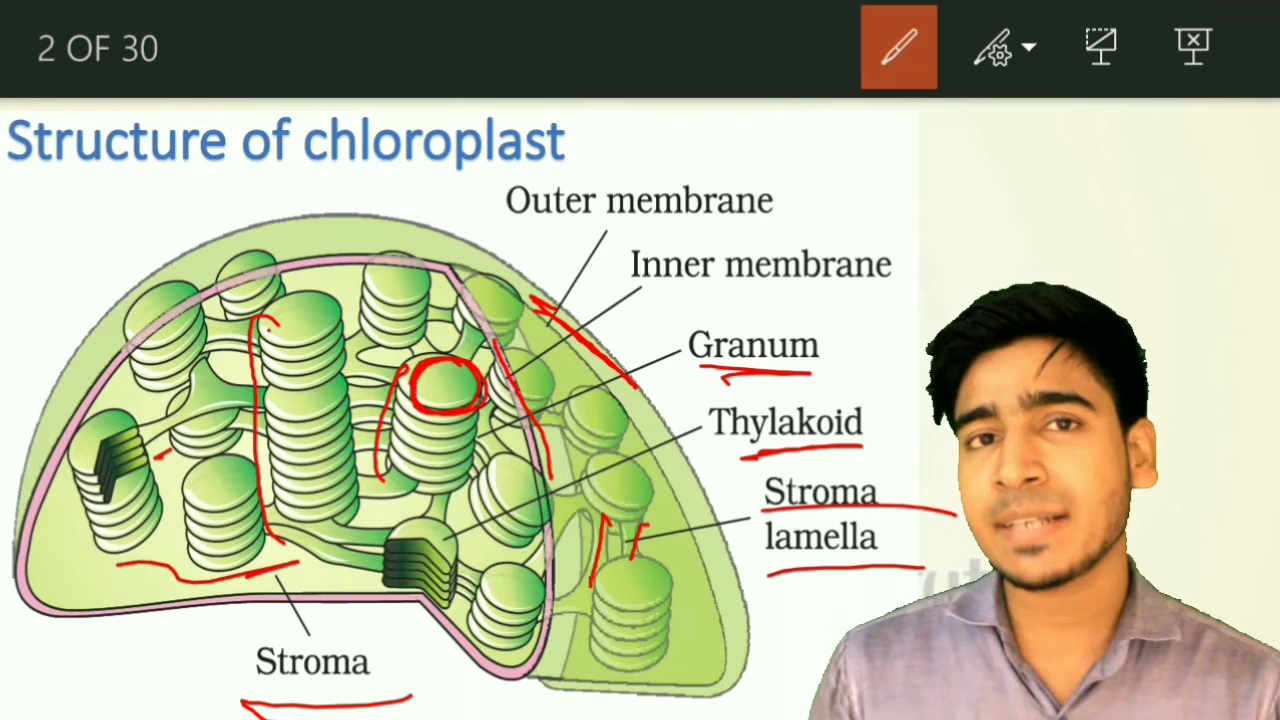 2 OF 30
Structure of chloroplast
Outer membrane
Inner membrane
Granum
Thylakoid
Stroma
lamella
Stroma